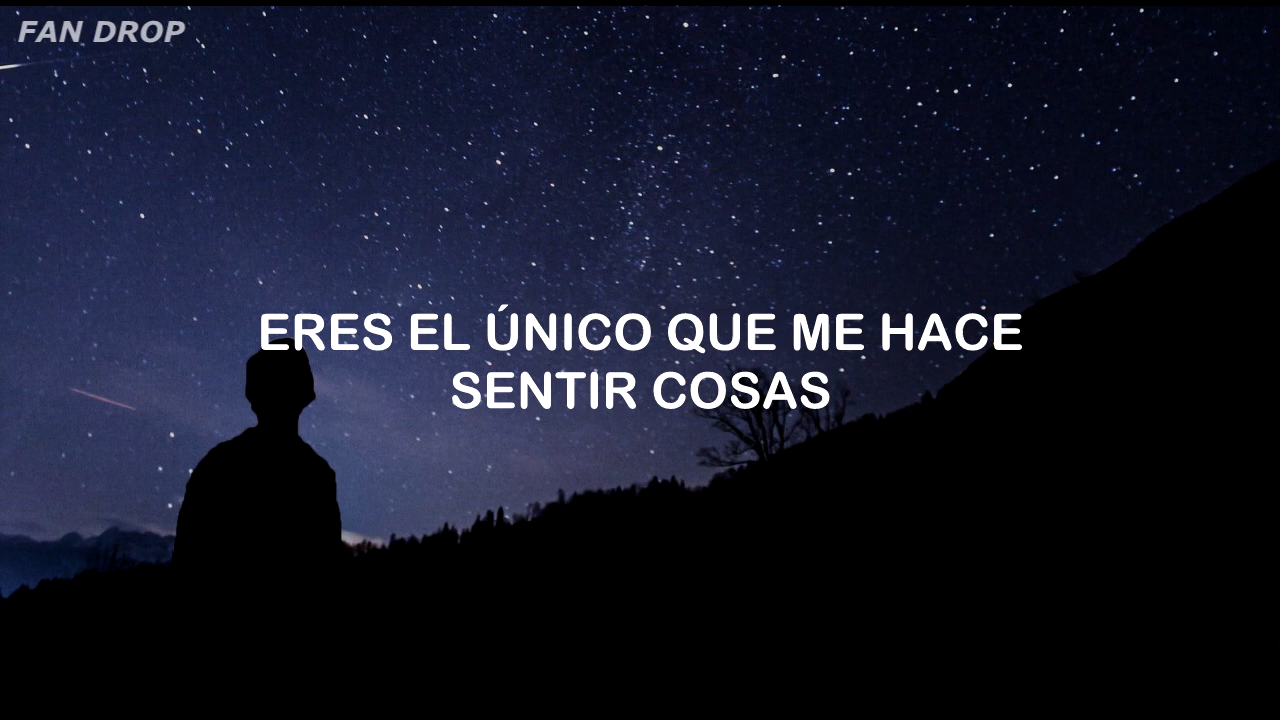 FAN DROP
ERES EL ÚNICO QUE ME HACE
SENTIR COSAS